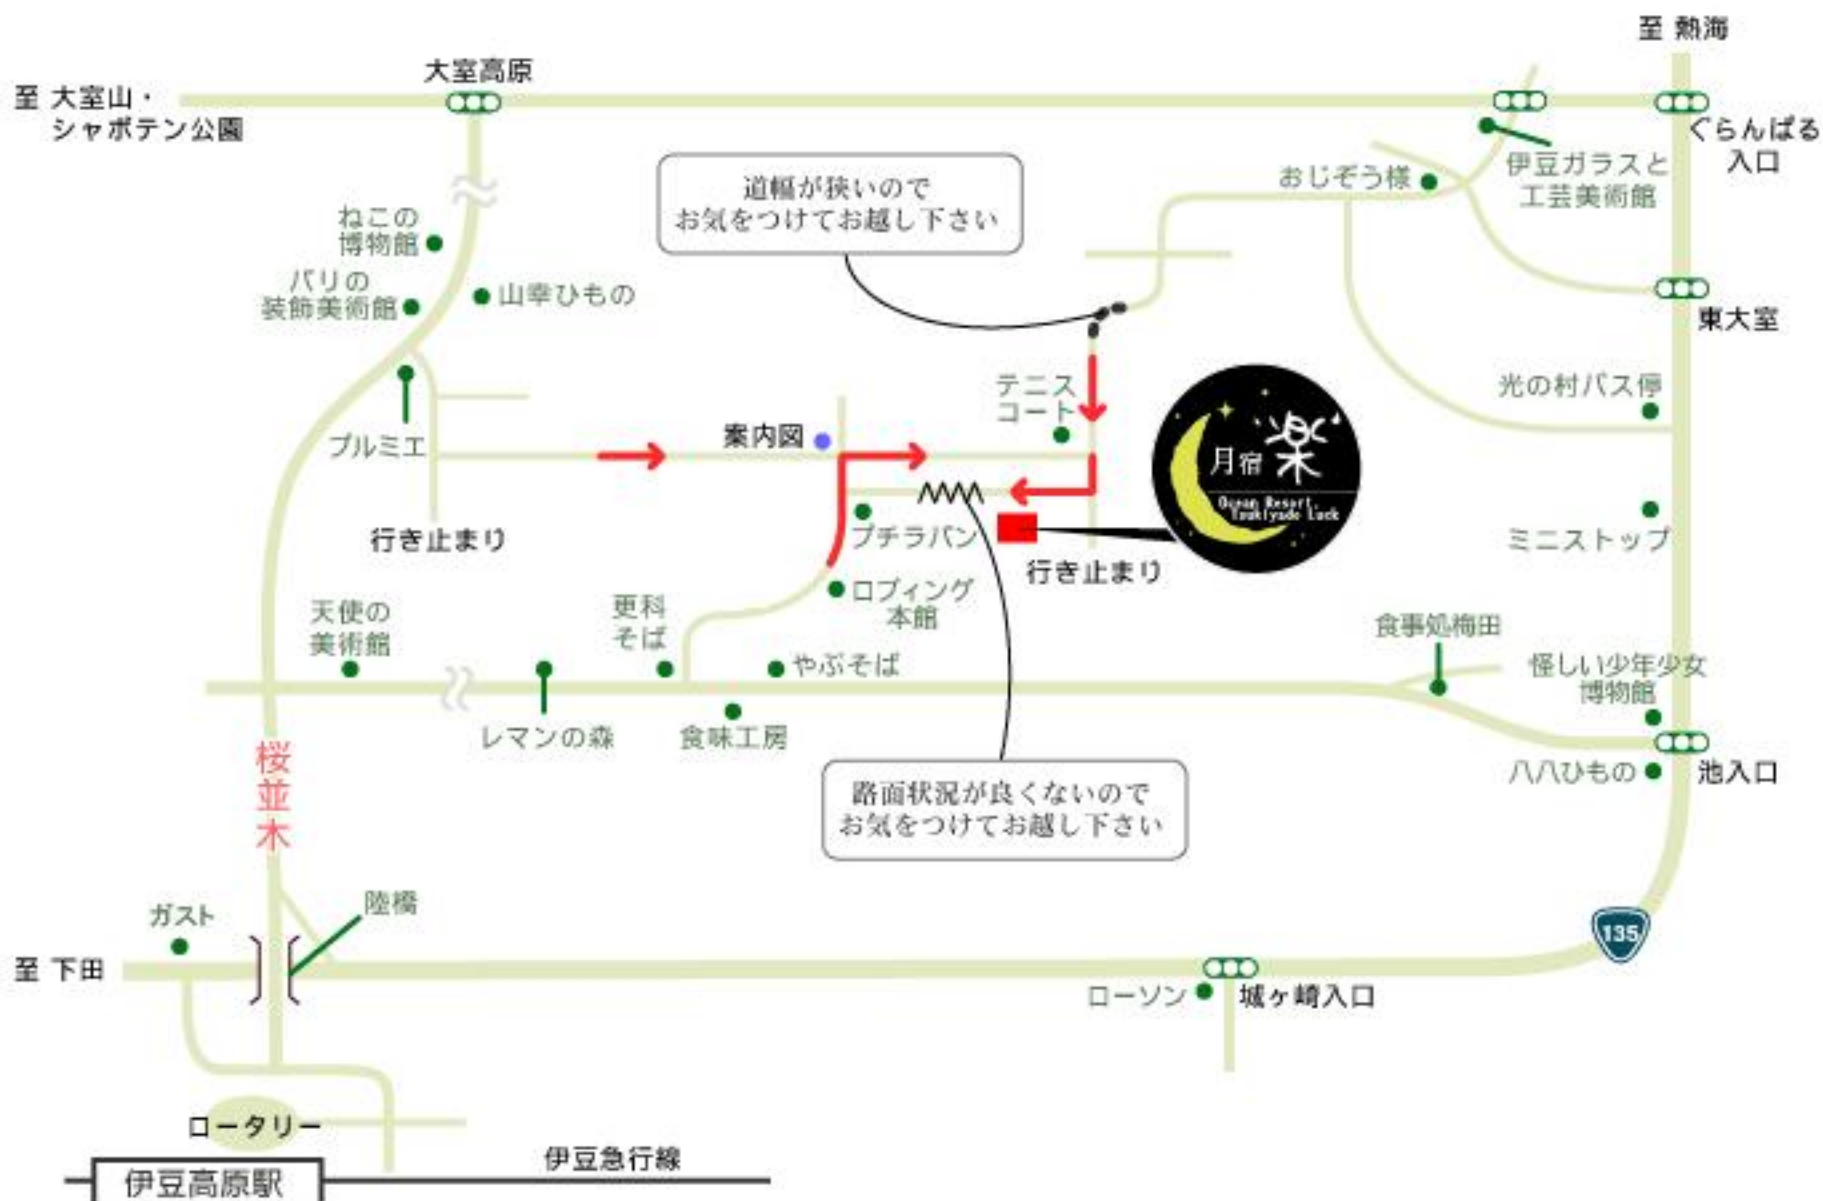 至 熱海
大室高原
至 大室山・
シャボテン公園
ぐらんぱる
入口
道幅が狭いので
お気をつけてお越し下さい
おじぞう様
伊豆ガラスと
工芸美術館
ねこの
博物館
パリの
装飾美術館
山幸ひもの
東大室
テニス
コート
光の村バス停
案内図
プルミエ
月宿 楽
Ocean Resort
Tsukiyado Luck
行き止まり
プチラパン
ミニストップ
行き止まり
ロフィング
本館
天使の
美術館
更科
そば
食事処梅田
やぶそば
怪しい少年少女
博物館
レマンの森
食味工房
桜並木
八八ひもの
池入口
路面状況が良くないので
お気をつけてお越し下さい
ガスト
陸橋
135
至 下田
ローソン
城ヶ崎入口
ロータリー
伊豆急行線
伊豆高原駅